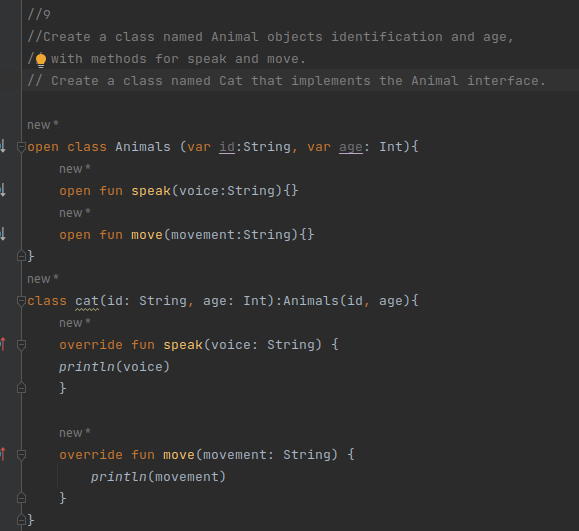 //9
//Create a class named Animal objects identification and age,
// with methods for speak and move.
// Create a class named Cat that implements the Animal interface.
new *
open class Animals (var id:String, var age: Int){
new *
open fun speak(voice:String){}
new *
open fun move(movement:String){}
}
new *
class cat(id: String, age: Int):Animals(id, age){
new *
override fun speak(voice: String) {
println(voice)
}
new *
override fun move(movement: String) {
println(movement)
}
}